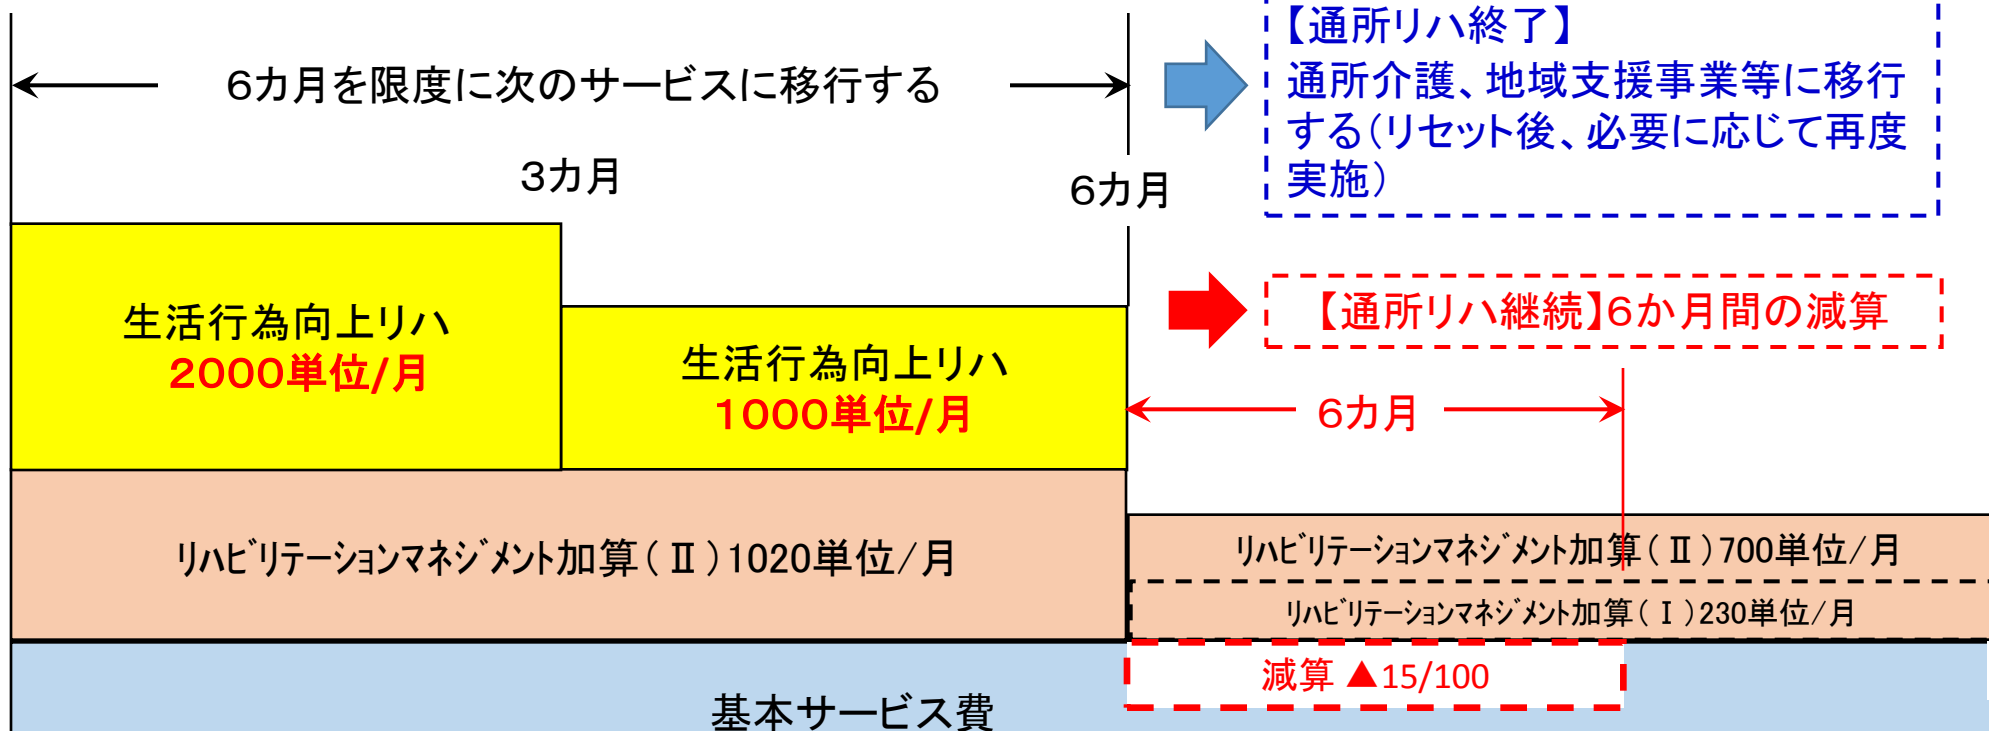 6カ月を限度に次のサービスに移行する
3カ月
6カ月
【通所リハ終了】
通所介護、地域支援事業等に移行
する（リセット後、必要に応じて再度
実施）
【通所リハ継続】6か月間の減算
6カ月
生活行為向上リハ
2000単位/月
生活行為向上リハ
1000単位/月
ﾘﾊﾋﾞﾘﾃｰｼｮﾝﾏﾈｼﾞﾒﾝﾄ加算（Ⅱ）1020単位/月
ﾘﾊﾋﾞﾘﾃｰｼｮﾝﾏﾈｼﾞﾒﾝﾄ加算（Ⅱ）700単位/月
ﾘﾊﾋﾞﾘﾃｰｼｮﾝﾏﾈｼﾞﾒﾝﾄ加算（Ⅰ）230単位/月
減算 ▲15/100
基本サービス費